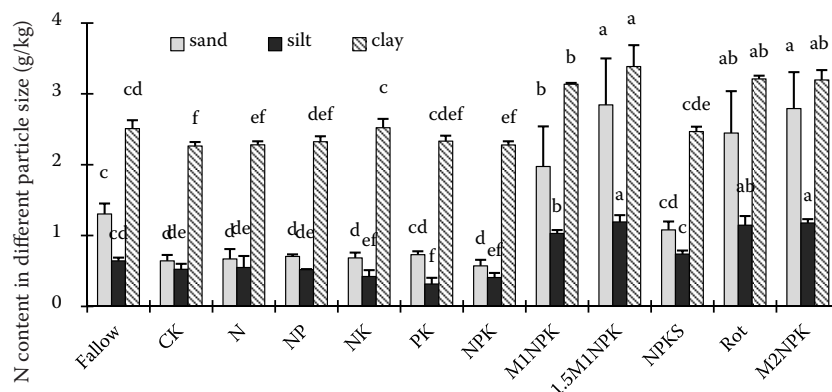 N content in different particle size (g/kg)
4
3
2
1
0
sand silt clay
c cd cd
d de f
d de ef
d de def
d ef c
cd f cdef
d ef ef
b b b
a a a
cd c cde
ab ab ab
a a ab
Fallow CK N NP NK PK NPK M1NPK 1.5M1NPK NPKS Rot M2NPK